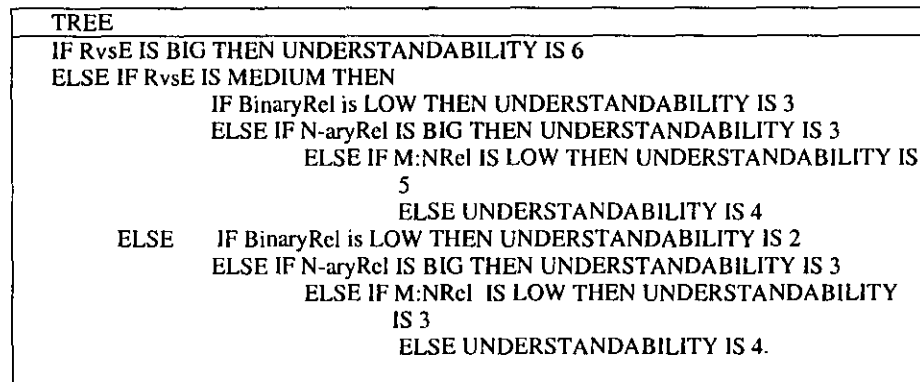 TREE
IF RvsE IS BIG THEN UNDERSTANDABILITY IS 6
ELSE IF RvsE IS MEDIUM THEN
IF BinaryRel is LOW THEN UNDERSTANDABILITY IS 3
ELSE IF N-aryRel IS BIG THEN UNDERSTANDABILITY IS 3
ELSE IF M:NRel IS LOW THEN UNDERSTANDABILITY IS
5
ELSE UNDERSTANDABILITY IS 4
ELSE IF BinaryRel is LOW THEN UNDERSTANDABILITY IS 2
ELSE IF N-aryRel IS BIG THEN UNDERSTANDABILITY IS 3
ELSE IF M:NRel IS LOW THEN UNDERSTANDABILITY
IS 3
ELSE UNDERSTANDABILITY IS 4.